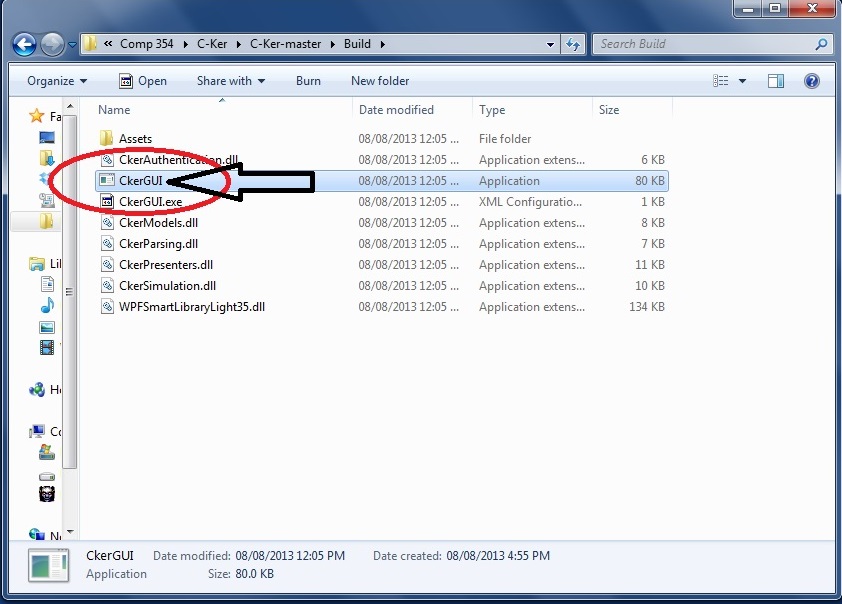 « Comp 354 ▸ C-Ker ▸ C-Ker-master ▸ Build ▸
Search Build
Organize Open Share with Burn New folder
Name Date modified Type Size
Fa
Assets 08/08/2013 12:05 ... File folder
CkerAuthentication.dll 08/08/2013 12:05 ... Application extens... 6 KB
CkerGUI 08/08/2013 12:05 ... Application 80 KB
CkerGUI.exe 08/08/2013 12:05 ... XML Configuratio... 1 KB
CkerModels.dll 08/08/2013 12:05 ... Application extens... 8 KB
CkerParsing.dll 08/08/2013 12:05 ... Application extens... 7 KB
Li
CkerPresenters.dll 08/08/2013 12:05 ... Application extens... 11 KB
CkerSimulation.dll 08/08/2013 12:05 ... Application extens... 10 KB
WPFSmartLibraryLight35.dll 08/08/2013 12:05 ... Application extens... 134 KB
Ho
Co
N
CkerGUI Date modified: 08/08/2013 12:05 PM Date created: 08/08/2013 4:55 PM
Application Size: 80.0 KB